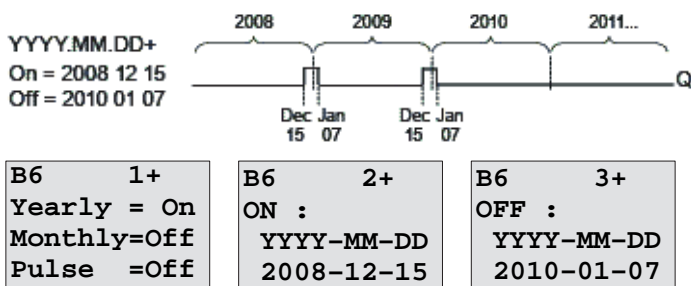 2008 2009 2010 2011...
YYYY.MM.DD+
On = 2008 12 15
Off = 2010 01 07
Q
Dec Jan Dec Jan
15 07 15 07
B6 1+
Yearly = On
Monthly=Off
Pulse =Off
B6 2+
ON :
YYYY-MM-DD
2008-12-15
B6 3+
OFF :
YYYY-MM-DD
2010-01-07